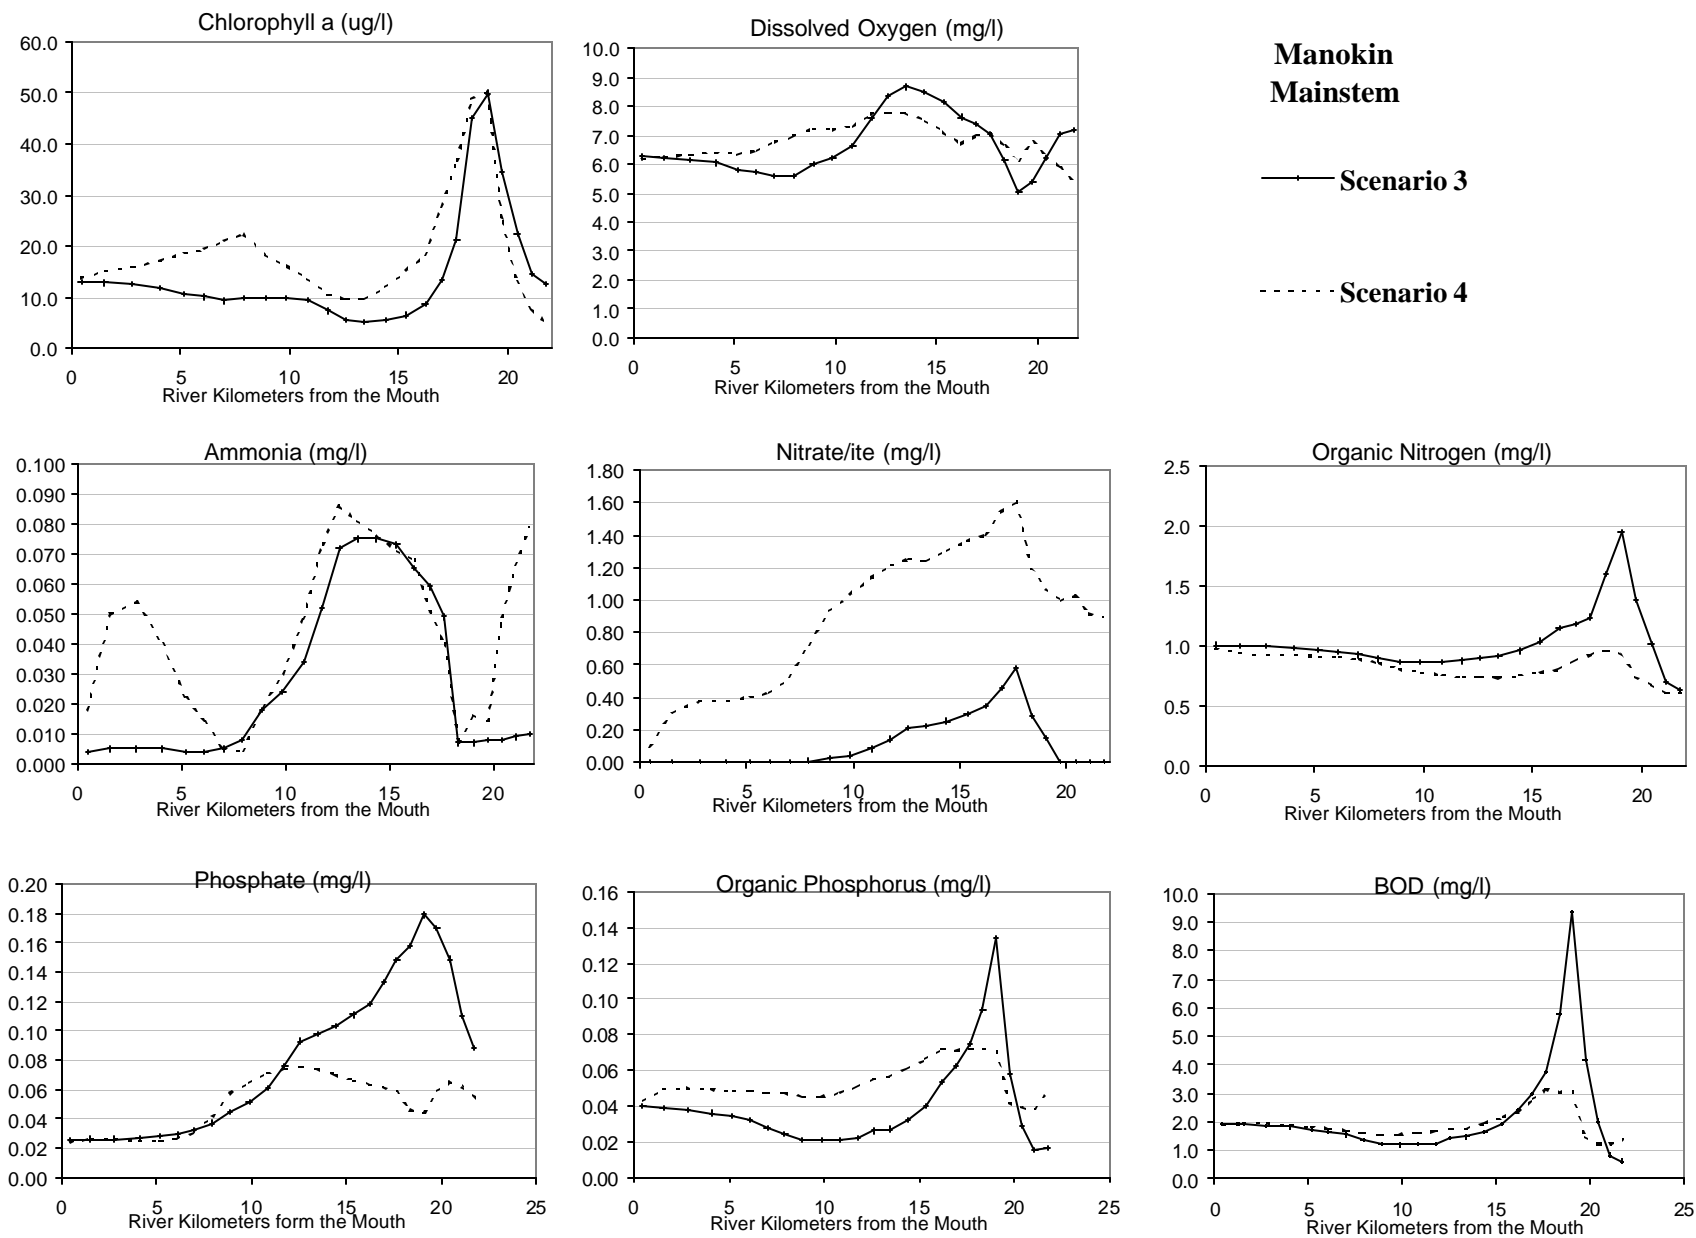 Chlorophyll a (ug/l)
60.0
50.0
40.0
30.0
20.0
10.0
0.0
0 5 10 15 20
River Kilometers from the Mouth
Dissolved Oxygen (mg/l)
10.0
9.0
8.0
7.0
6.0
5.0
4.0
3.0
2.0
1.0
0.0
0 5 10 15 20
River Kilometers from the Mouth
Manokin
Mainstem
Scenario 3
Scenario 4
Ammonia (mg/l)
0.100
0.090
0.080
0.070
0.060
0.050
0.040
0.030
0.020
0.010
0.000
0 5 10 15 20
River Kilometers from the Mouth
Nitrate/ite (mg/l)
1.80
1.60
1.40
1.20
1.00
0.80
0.60
0.40
0.20
0.00
0 5 10 15 20
River Kilometers from the Mouth
Organic Nitrogen (mg/l)
2.5
2.0
1.5
1.0
0.5
0.0
0 5 10 15 20
River Kilometers from the Mouth
Phosphate (mg/l)
0.20
0.18
0.16
0.14
0.12
0.10
0.08
0.06
0.04
0.02
0.00
0 5 10 15 20 25
River Kilometers form the Mouth
Organic Phosphorus (mg/l)
0.16
0.14
0.12
0.10
0.08
0.06
0.04
0.02
0.00
0 5 10 15 20 25
River Kilometers from the Mouth
BOD (mg/l)
10.0
9.0
8.0
7.0
6.0
5.0
4.0
3.0
2.0
1.0
0.0
0 5 10 15 20 25
River Kilometers from the Mouth